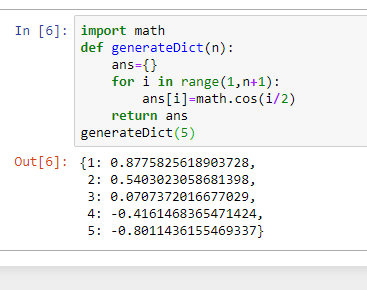 In [6]: import math
def generateDict(n):
    ans={}
    for i in range(1,n+1):
        ans[i]=math.cos(i/2)
    return ans
generateDict(5)
Out[6]: {1: 0.8775825618903728,
2: 0.5403023058681398,
3: 0.0707372016677029,
4: -0.4161468365471424,
5: -0.8011436155469337}